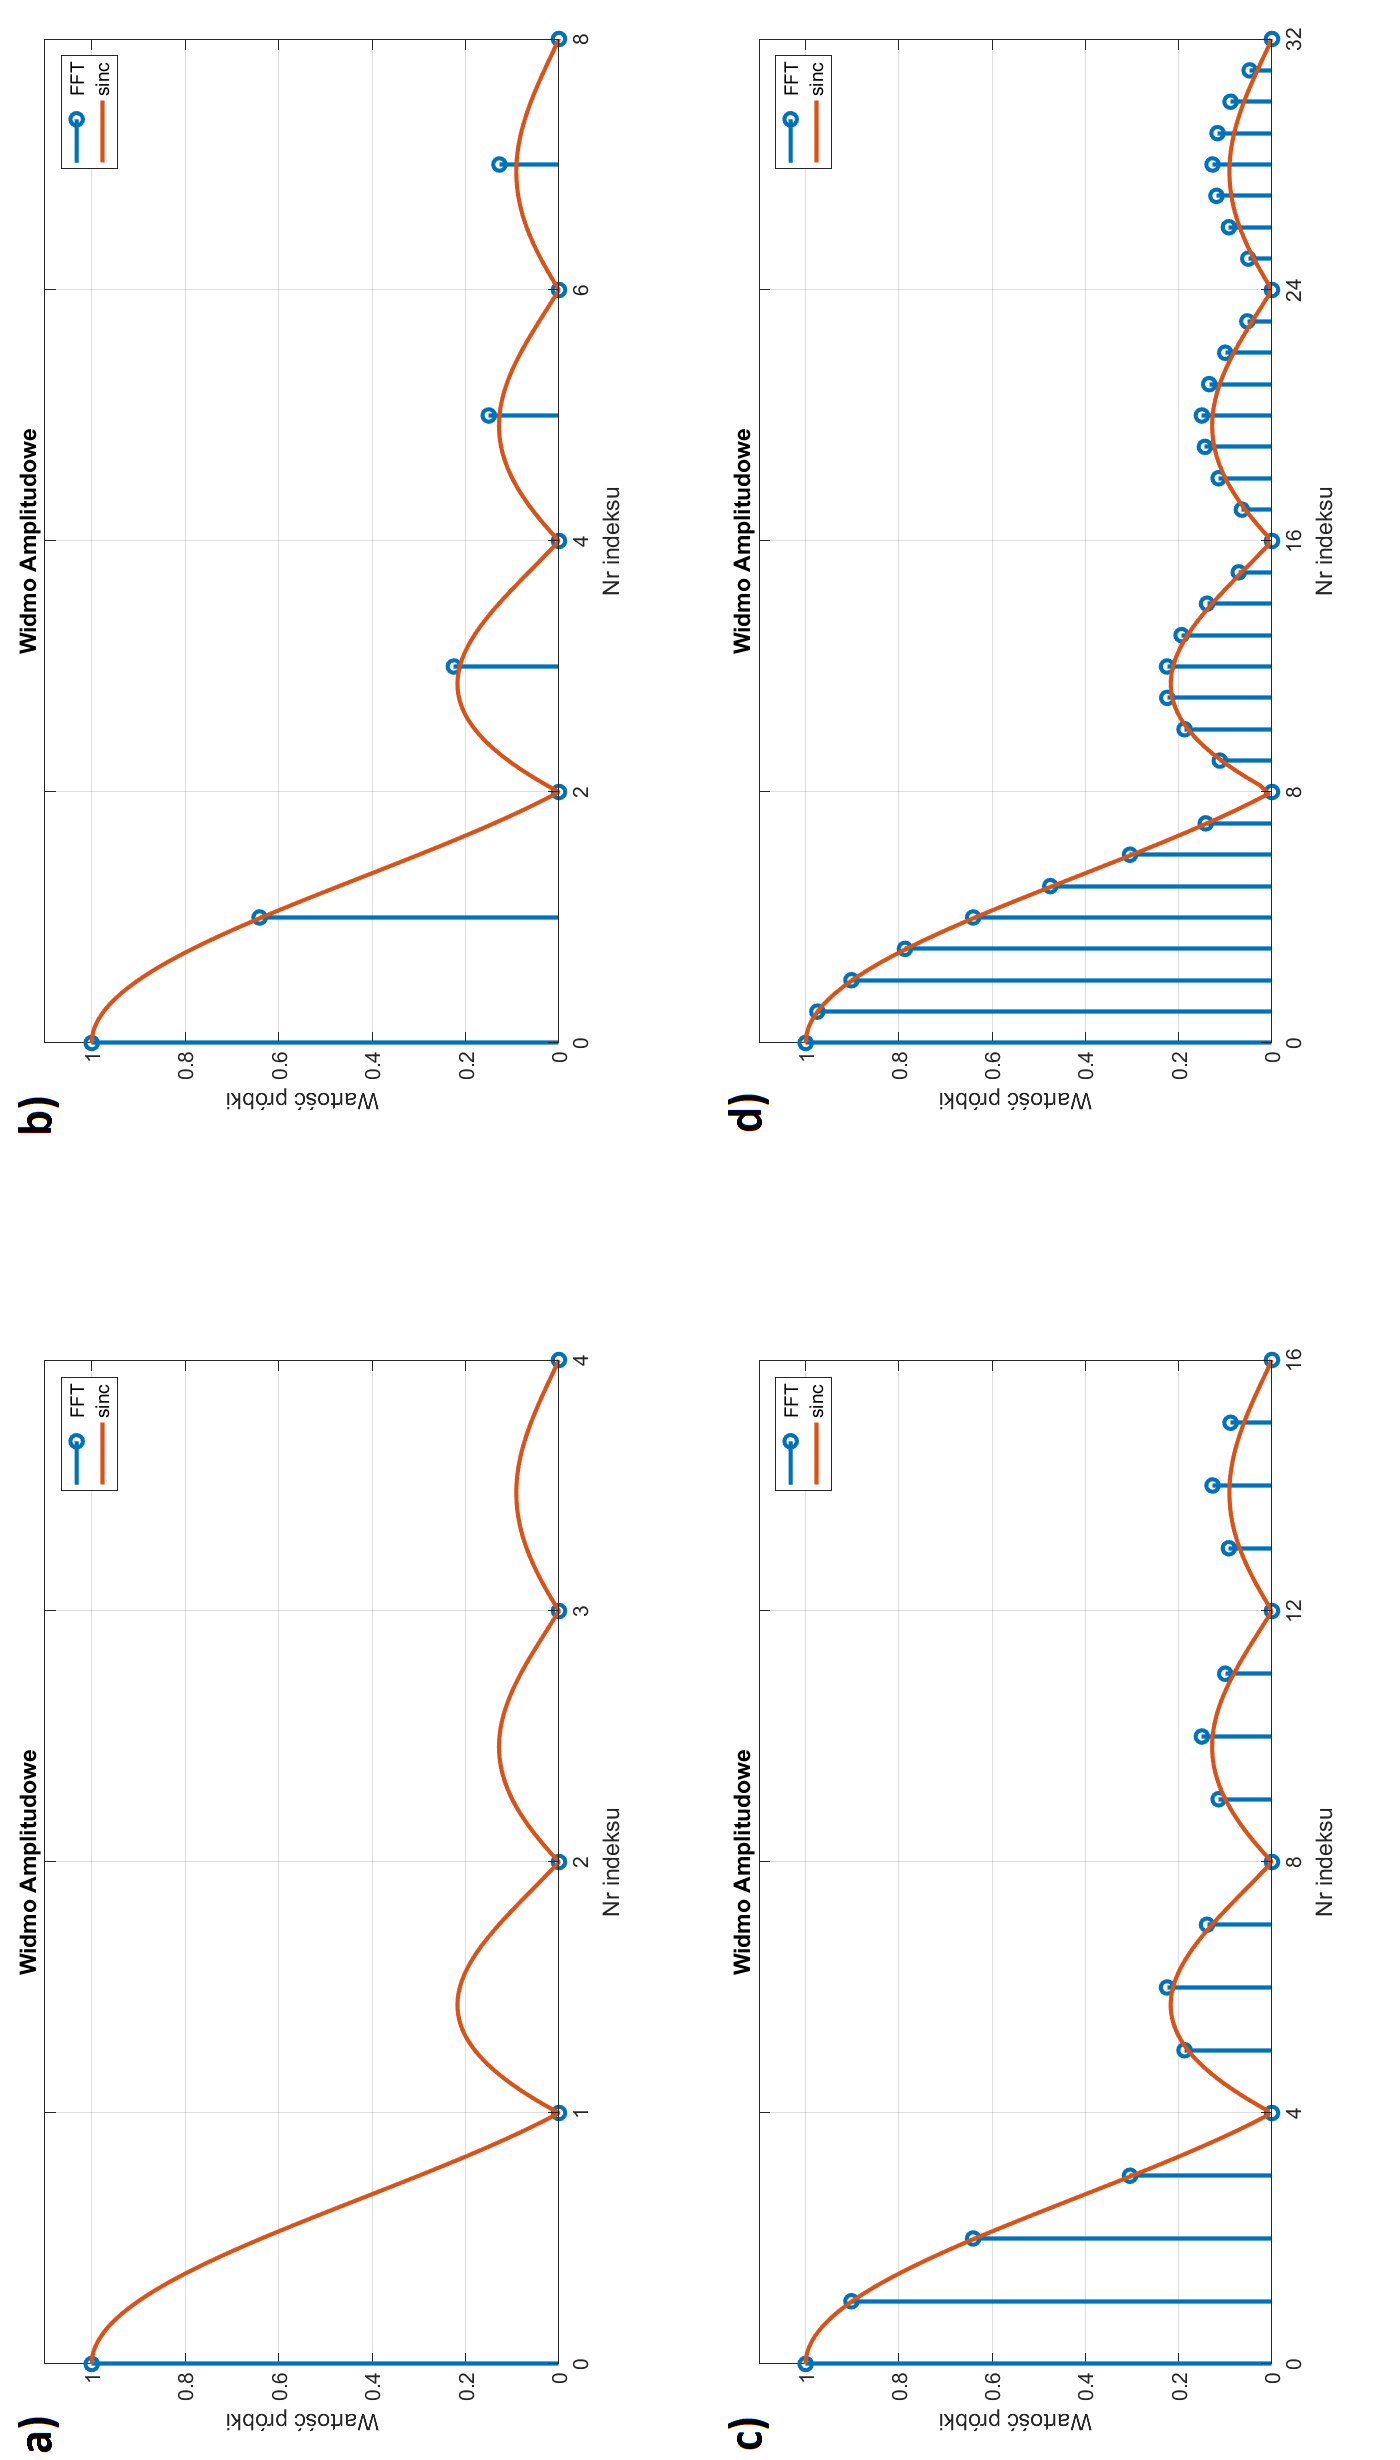 a)
Widmo Amplitudowe
Wartość próbki
1
0.8
0.6
0.4
0.2
0
0 1 2 3 4
Nr indeksu
FFT
sinc
b)
Widmo Amplitudowe
Wartość próbki
1
0.8
0.6
0.4
0.2
0
0 2 4 6 8
Nr indeksu
FFT
sinc
c)
Widmo Amplitudowe
Wartość próbki
1
0.8
0.6
0.4
0.2
0
0 4 8 12 16
Nr indeksu
FFT
sinc
d)
Widmo Amplitudowe
Wartość próbki
1
0.8
0.6
0.4
0.2
0
0 8 16 24 32
Nr indeksu
FFT
sinc